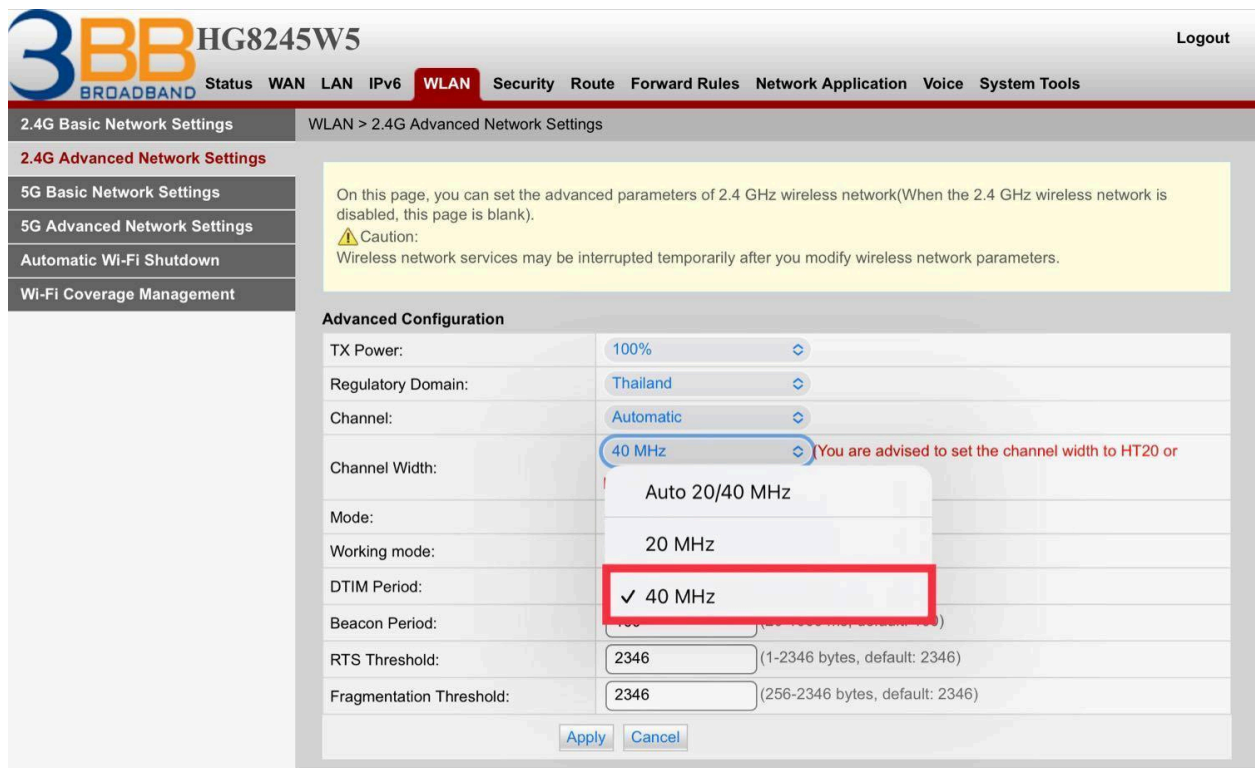 3BB
BROADBAND
HG8245W5
Logout
Status WAN LAN IPv6 WLAN Security Route Forward Rules Network Application Voice System Tools
2.4G Basic Network Settings
2.4G Advanced Network Settings
5G Basic Network Settings
5G Advanced Network Settings
Automatic Wi-Fi Shutdown
Wi-Fi Coverage Management
WLAN > 2.4G Advanced Network Settings
On this page, you can set the advanced parameters of 2.4 GHz wireless network(When the 2.4 GHz wireless network is
disabled, this page is blank).
Caution:
Wireless network services may be interrupted temporarily after you modify wireless network parameters.
Advanced Configuration
TX Power: 100%
Regulatory Domain: Thailand
Channel: Automatic
Channel Width: 40 MHz (You are advised to set the channel width to HT20 or
Auto 20/40 MHz
20 MHz
✓ 40 MHz
Mode:
Working mode:
DTIM Period:
Beacon Period:
RTS Threshold: 2346 (1-2346 bytes, default: 2346)
Fragmentation Threshold: 2346 (256-2346 bytes, default: 2346)
Apply Cancel